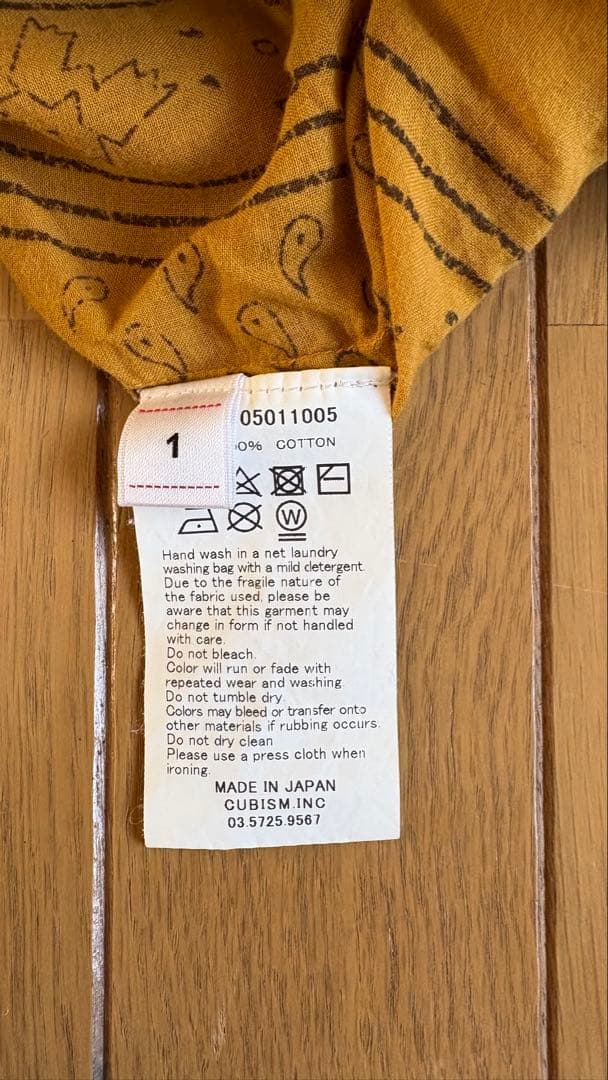 1
05011005
0% COTTON
W
Hand wash in a net laundry
washing bag with a mild detergent.
Due to the fragile nature of
the fabric used, please be
aware that this garment may
change in form if not handled
with care.
Do not bleach.
Color will run or fade with
repeated wear and washing.
Do not tumble dry.
Colors may bleed or transfer onto
other materials if rubbing occurs.
Do not dry clean
Please use a press cloth when
ironing.
MADE IN JAPAN
CUBISM.INC
03.5725.9567